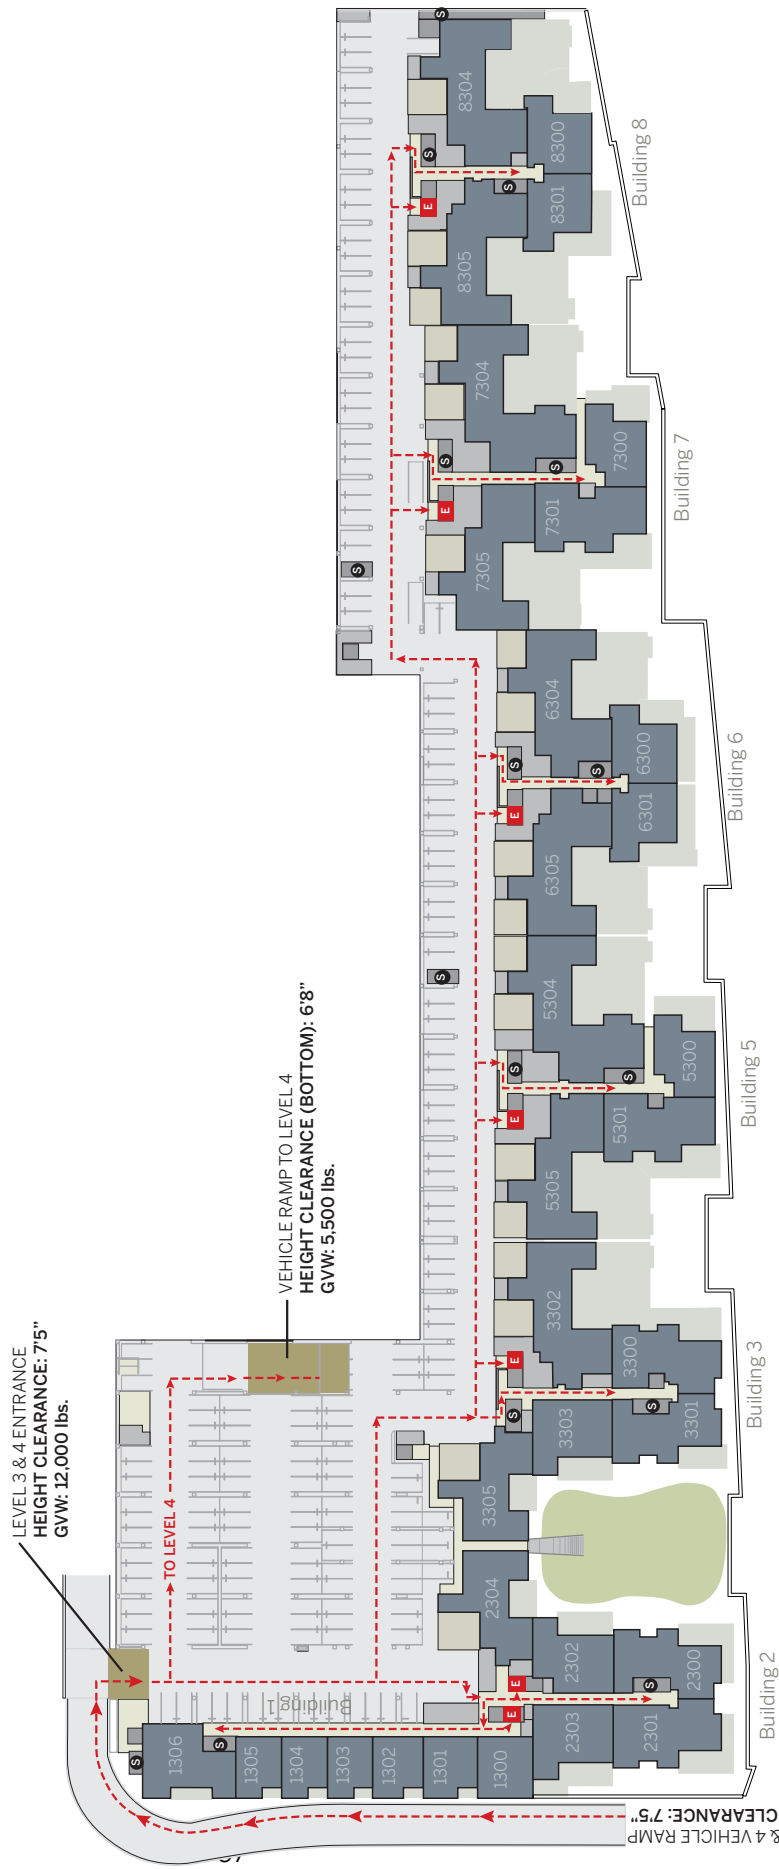 S
8304
8300
Building 8
S
S
8301
E
8305
7304
7300
Building 7
S
S
E
7301
7305
S
6304
6300
Building 6
S
S
E
6301
6305
S
5304
5300
Building 5
S
S
E
5301
5305
VEHICLE RAMP TO LEVEL 4
HEIGHT CLEARANCE (BOTTOM): 6'8"
GVW: 5,500 lbs.
LEVEL 3 & 4 ENTRANCE
HEIGHT CLEARANCE: 7'5"
GVW: 12,000 lbs.
TO LEVEL 4
3302
3300
Building 3
E
S
S
3303
3301
3305
2304
2302
2300
Building 2
E
E
S
2303
2301
Building 1
S
S
1306
1305
1304
1303
1302
1301
1300
& 4 VEHICLE RAMP
CLEARANCE: 7'5"